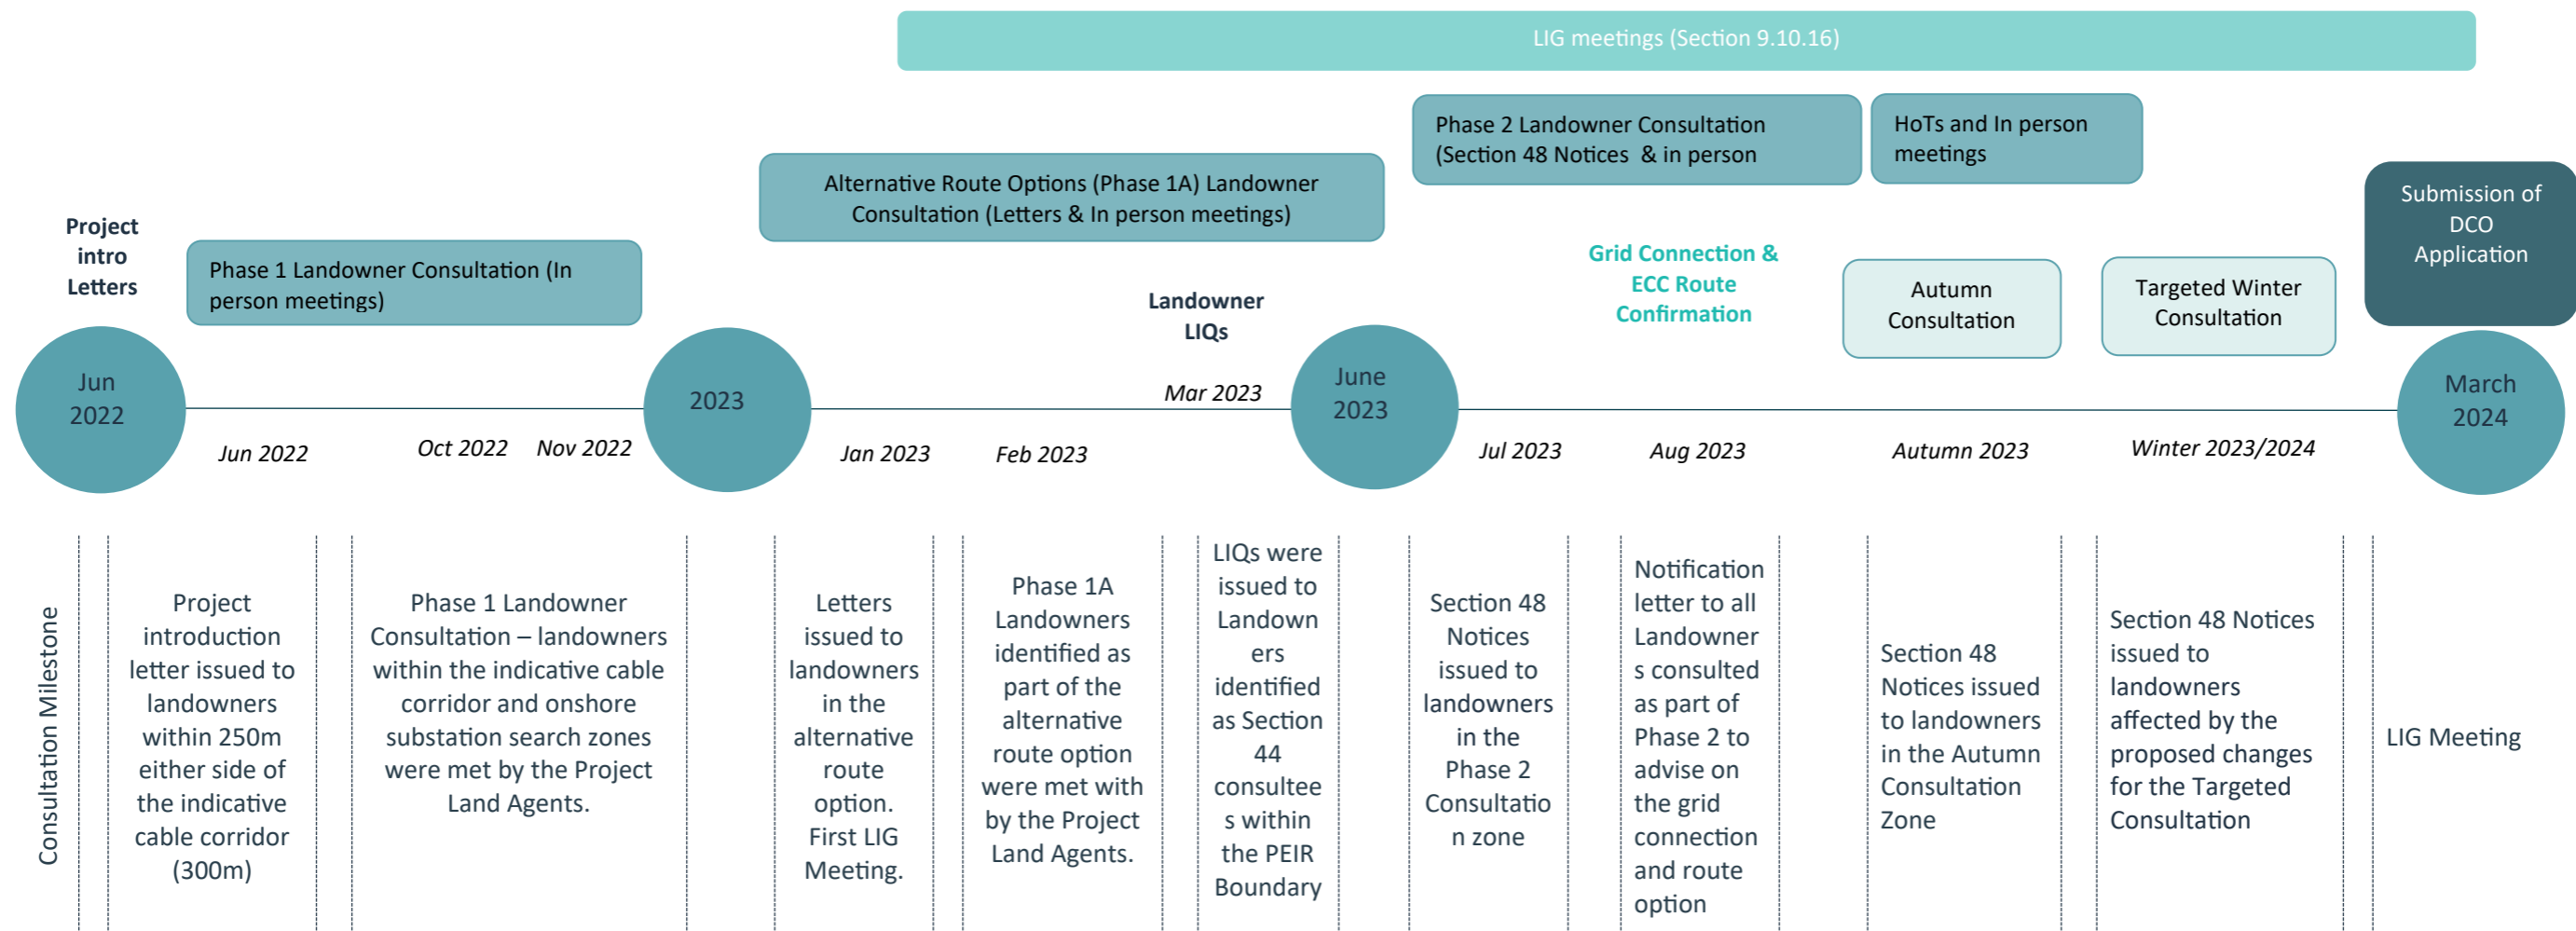 LIG meetings (Section 9.10.16)
Phase 2 Landowner Consultation
(Section 48 Notices & in person
HoTs and In person
meetings
Alternative Route Options (Phase 1A) Landowner
Consultation (Letters & In person meetings)
Submission of
DCO
Application
Project
intro
Letters
Phase 1 Landowner Consultation (In
person meetings)
Grid Connection &
ECC Route
Confirmation
Landowner
LIQs
Autumn
Consultation
Targeted Winter
Consultation
Jun
2022
2023
Mar 2023
June
2023
March
2024
Jun 2022
Oct 2022
Nov 2022
Jan 2023
Feb 2023
Jul 2023
Aug 2023
Autumn 2023
Winter 2023/2024
Consultation Milestone
Project
introduction
letter issued to
landowners
within 250m
either side of
the indicative
cable corridor
(300m)
Phase 1 Landowner
Consultation – landowners
within the indicative cable
corridor and onshore
substation search zones
were met by the Project
Land Agents.
Letters
issued to
landowners
in the
alternative
route
option.
First LIG
Meeting.
Phase 1A
Landowners
identified as
part of the
alternative
route option
were met with
by the Project
Land Agents.
LIQs were
issued to
Landown
ers
identified
as Section
44
consultee
s within
the PEIR
Boundary
Section 48
Notices
issued to
landowners
in the
Phase 2
Consultatio
n zone
Notification
letter to all
Landowner
s consulted
as part of
Phase 2 to
advise on
the grid
connection
and route
option
Section 48
Notices issued
to landowners
in the Autumn
Consultation
Zone
Section 48 Notices
issued to
landowners
affected by the
proposed changes
for the Targeted
Consultation
LIG Meeting